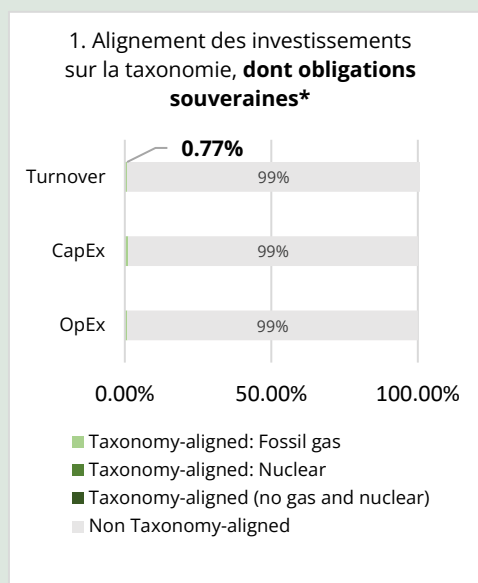 1. Alignement des investissements
sur la taxonomie, dont obligations
souveraines*
0.77%
Turnover
99%
CapEx
99%
OpEx
99%
0.00%
50.00%
100.00%
Taxonomy-aligned: Fossil gas
Taxonomy-aligned: Nuclear
Taxonomy-aligned (no gas and nuclear)
Non Taxonomy-aligned